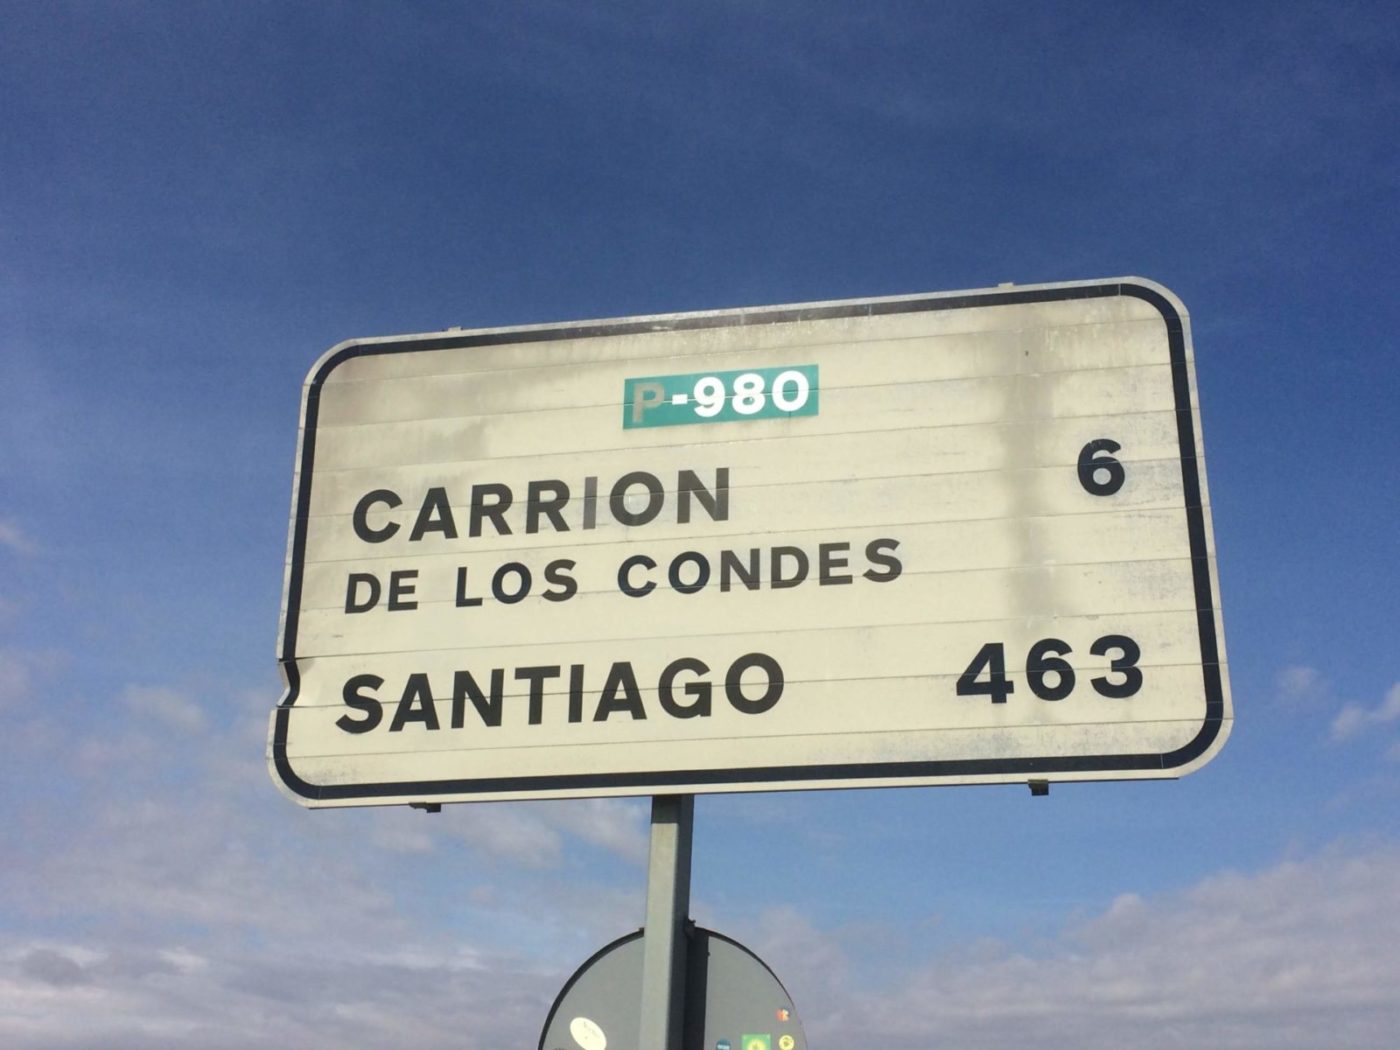 P-980
CARRION 6
DE LOS CONDES
SANTIAGO 463